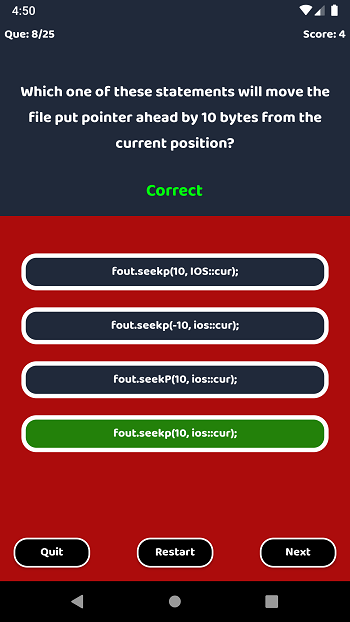 4:50
Que: 8/25 Score: 4
Which one of these statements will move the
file put pointer ahead by 10 bytes from the
current position?
Correct
fout.seekp(10, IOS::cur);
fout.seekp(-10, ios::cur);
fout.seekP(10, ios::cur);
fout.seekp(10, ios::cur);
Quit Restart Next